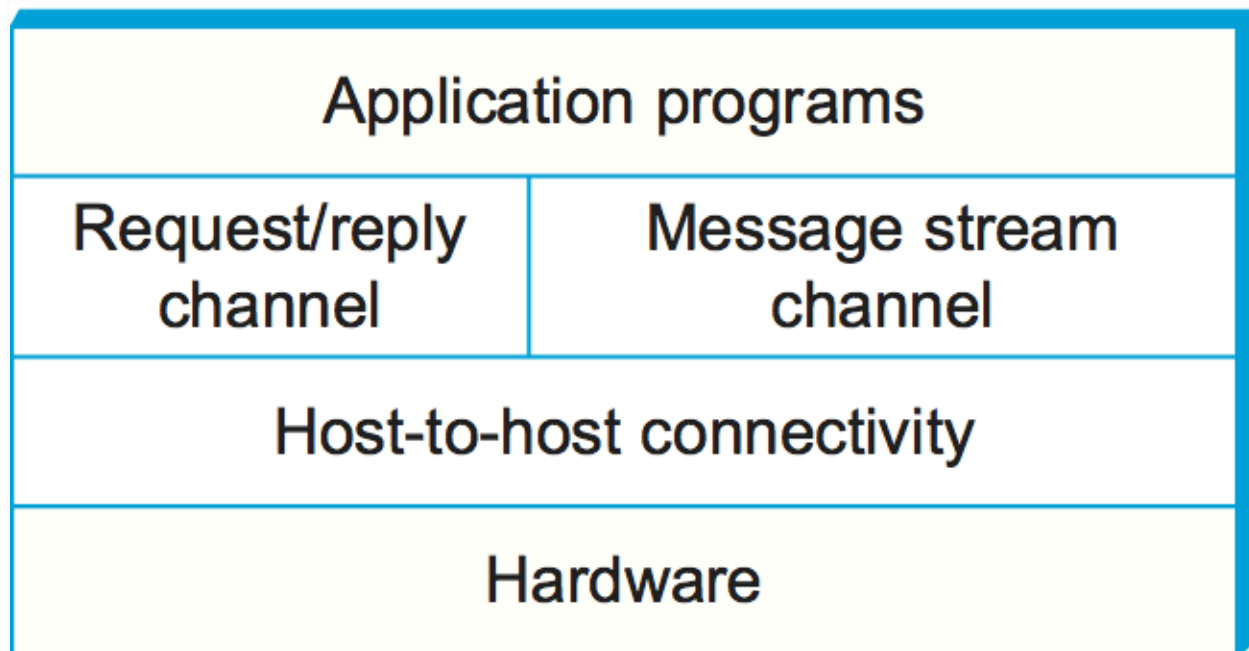 Application programs
Request/reply
channel
Message stream
channel
Host-to-host connectivity
Hardware